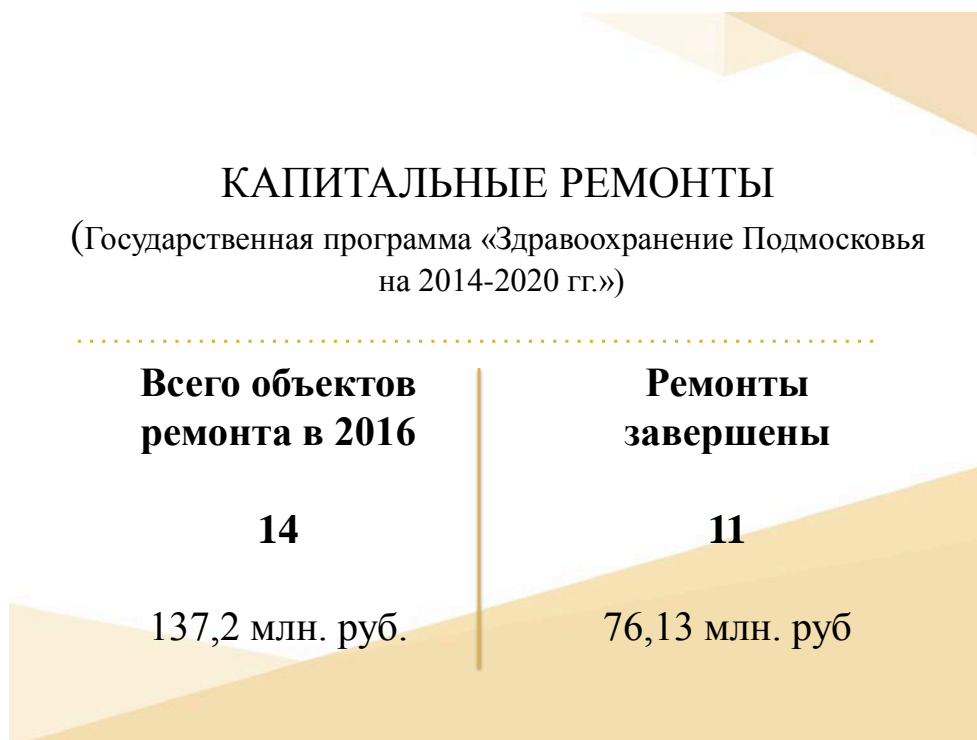 КАПИТАЛЬНЫЕ РЕМОНТЫ
(Государственная программа «Здравоохранение Подмосковья
на 2014-2020 гг.»)
Всего объектов
ремонта в 2016
14
137,2 млн. руб.
Ремонты
завершены
11
76,13 млн. руб